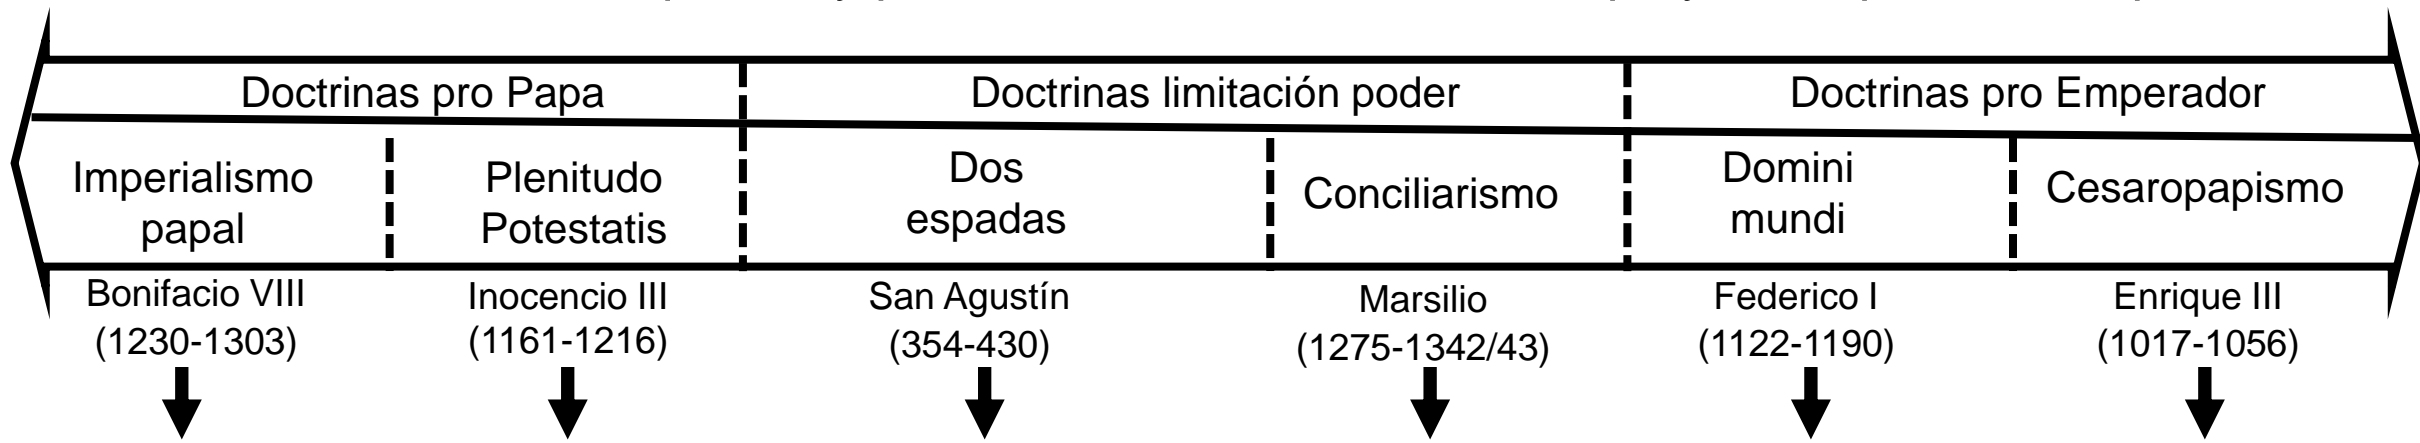 Doctrinas pro Papa
Doctrinas limitación poder
Doctrinas pro Emperador
Imperialismo
papal
Plenitudo
Potestatis
Dos
espadas
Conciliarismo
Domini
mundi
Cesaropapismo
Bonifacio VIII
(1230-1303)
Inocencio III
(1161-1216)
San Agustín
(354-430)
Marsilio
(1275-1342/43)
Federico I
(1122-1190)
Enrique III
(1017-1056)